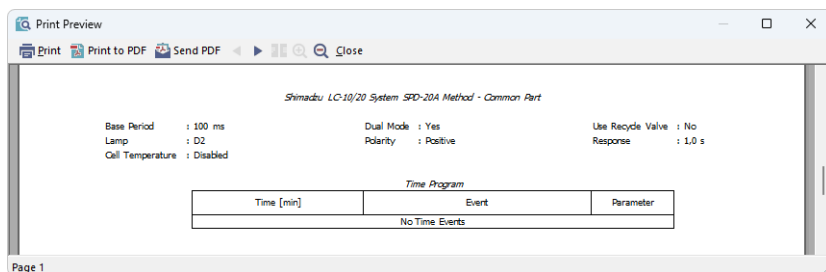 Print Preview
Print Print to PDF Send PDF Close
Shimadzu LC-10/20 System SPD-20A Method - Common Part
Base Period : 100 ms Dual Mode : Yes Use Recycle Valve : No
Lamp : D2 Polarity : Positive Response : 1,0 s
Cell Temperature : Disabled
Time Program
Time [min] Event Parameter
No Time Events
Page 1